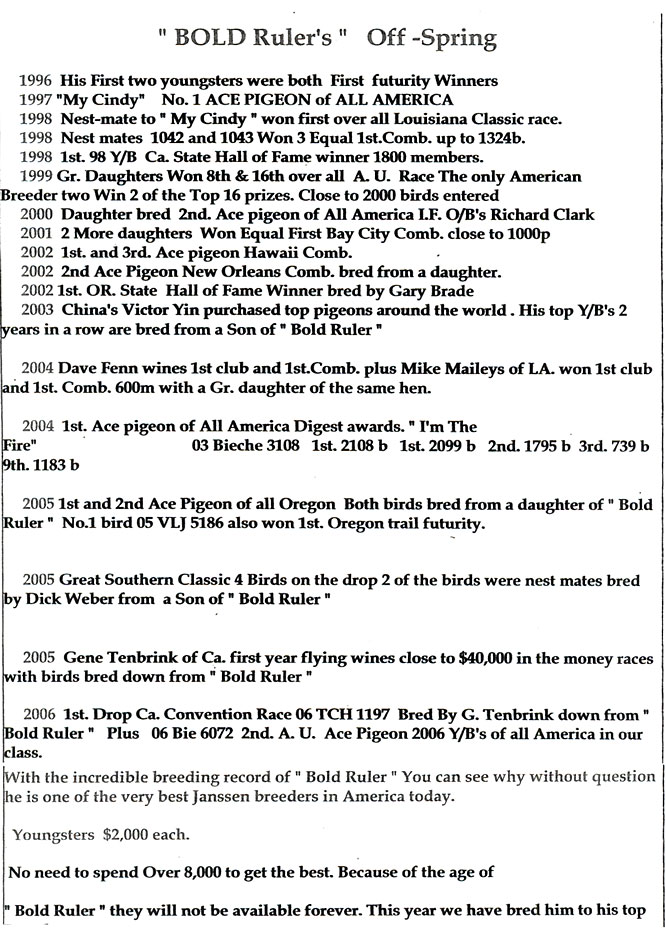 " BOLD Ruler's "   Off -Spring
1996  His First two youngsters were both  First  futurity Winners
1997 "My Cindy"    No. 1 ACE PIGEON of ALL AMERICA
1998  Nest-mate to " My Cindy " won first over all Louisiana Classic race.
1998  Nest mates  1042 and 1043 Won 3 Equal 1st.Comb. up to 1324b.
1998  1st. 98 Y/B  Ca. State Hall of Fame winner 1800 members.
1999 Gr. Daughters Won 8th & 16th over all  A. U.  Race The only American
Breeder two Win 2 of the Top 16 prizes. Close to 2000 birds entered
2000  Daughter bred  2nd. Ace pigeon of All America I.F. O/B's Richard Clark
2001  2 More daughters  Won Equal First Bay City Comb. close to 1000p
2002  1st. and 3rd. Ace pigeon Hawaii Comb.
2002  2nd Ace Pigeon New Orleans Comb. bred from a daughter.
2002 1st. OR. State  Hall of Fame Winner bred by Gary Brade
2003  China's Victor Yin purchased top pigeons around the world . His top Y/B's 2
years in a row are bred from a Son of " Bold Ruler "
2004 Dave Fenn wines 1st club and 1st.Comb. plus Mike Maileys of LA. won 1st club
and 1st. Comb. 600m with a Gr. daughter of the same hen.
2004  1st. Ace pigeon of All America Digest awards. " I'm The
Fire"                              03 Bieche 3108   1st. 2108 b   1st. 2099 b   2nd. 1795 b  3rd. 739 b
9th. 1183 b
2005 1st and 2nd Ace Pigeon of all Oregon  Both birds bred from a daughter of " Bold
Ruler "  No.1 bird 05 VLJ 5186 also won 1st. Oregon trail futurity.
2005 Great Southern Classic 4 Birds on the drop 2 of the birds were nest mates bred
by Dick Weber from  a Son of " Bold Ruler "
2005  Gene Tenbrink of Ca. first year flying wines close to $40,000 in the money races
with birds bred down from " Bold Ruler "
2006  1st. Drop Ca. Convention Race 06 TCH 1197  Bred By G. Tenbrink down from "
Bold Ruler "   Plus   06 Bie 6072  2nd. A. U.  Ace Pigeon 2006 Y/B's of all America in our
class.
With the incredible breeding record of " Bold Ruler " You can see why without question
he is one of the very best Janssen breeders in America today.
Youngsters  $2,000 each.
No need to spend Over 8,000 to get the best. Because of the age of
" Bold Ruler " they will not be available forever. This year we have bred him to his top